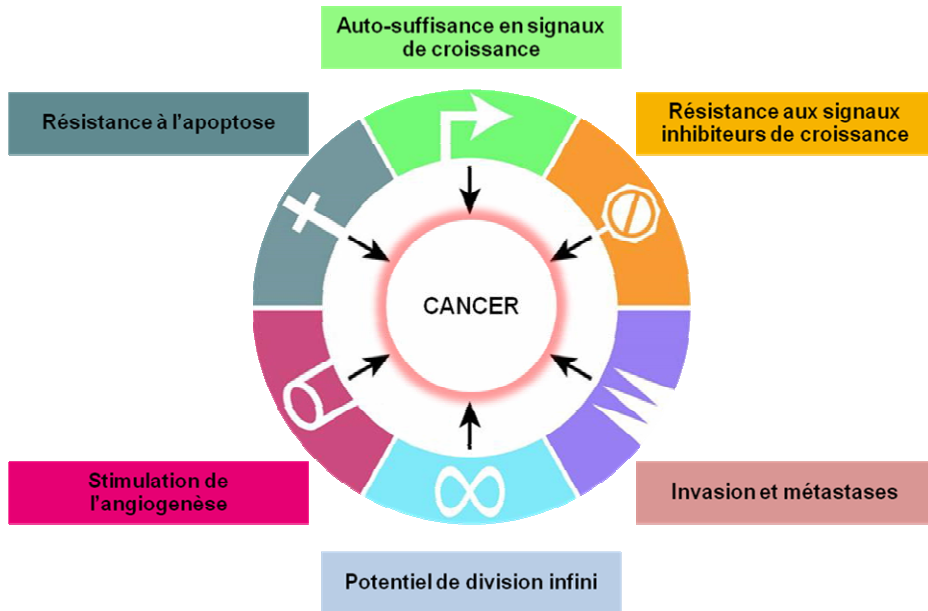 Auto-suffisance en signaux
de croissance
Résistance à l'apoptose
Résistance aux signaux
inhibiteurs de croissance
CANCER
Stimulation de
l'angiogenèse
Invasion et métastases
Potentiel de division infini